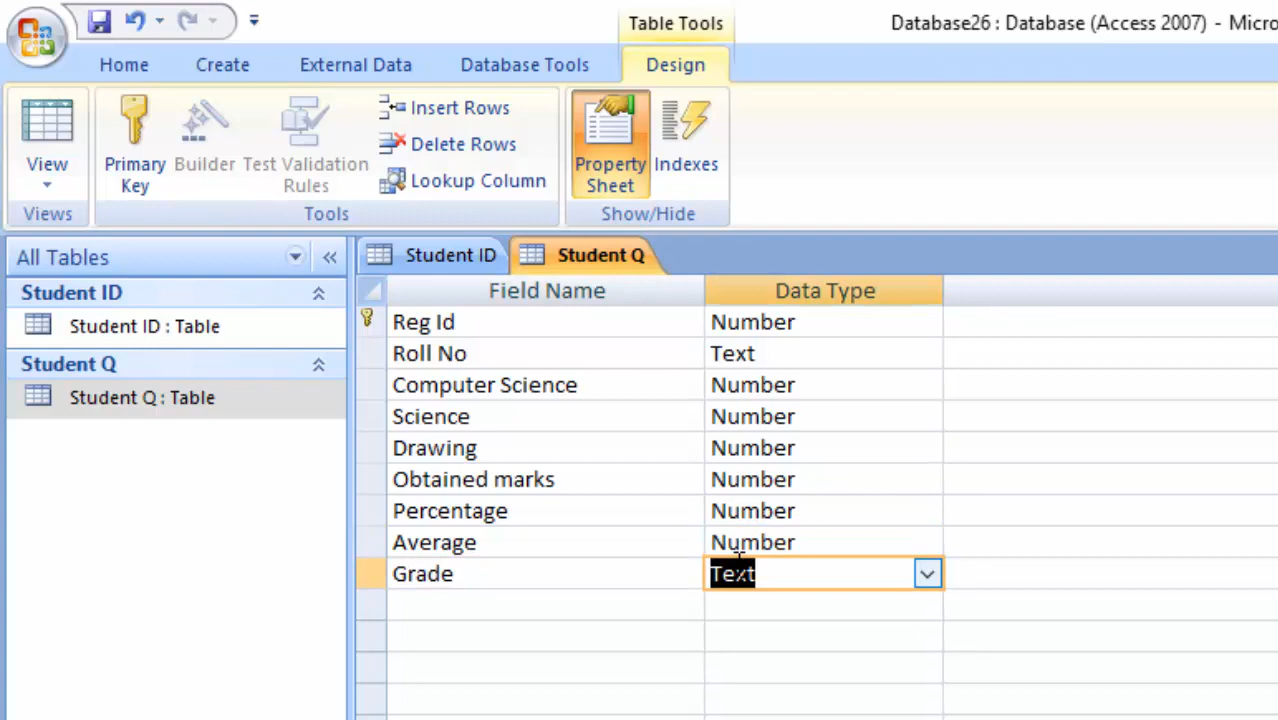 Table Tools
Database26 : Database (Access 2007) - Micro
Home Create External Data Database Tools Design
View
Views
Primary Key
Builder
Test Validation Rules
Insert Rows
Delete Rows
Lookup Column
Tools
Property Sheet
Indexes
Show/Hide
All Tables
Student ID
Student ID : Table
Student Q
Student Q : Table
Student ID Student Q
Field Name Data Type
Reg Id Number
Roll No Text
Computer Science Number
Science Number
Drawing Number
Obtained marks Number
Percentage Number
Average Number
Grade Text